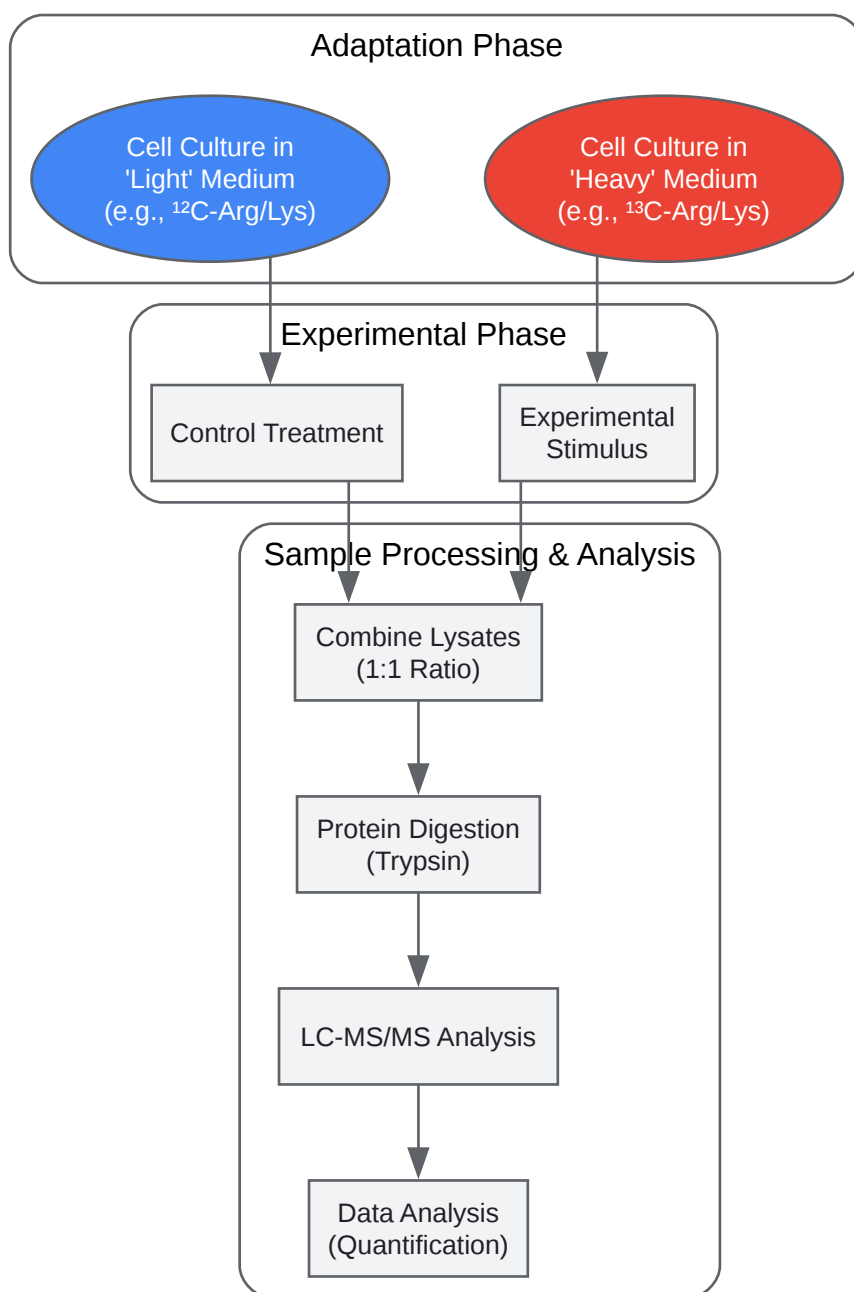 Adaptation Phase
Cell Culture in
'Light' Medium
(e.g., ¹²C-Arg/Lys)
Cell Culture in
'Heavy' Medium
(e.g., ¹³C-Arg/Lys)
Experimental Phase
Control Treatment
Experimental
Stimulus
Sample Processing & Analysis
Combine Lysates
(1:1 Ratio)
Protein Digestion
(Trypsin)
LC-MS/MS Analysis
Data Analysis
(Quantification)